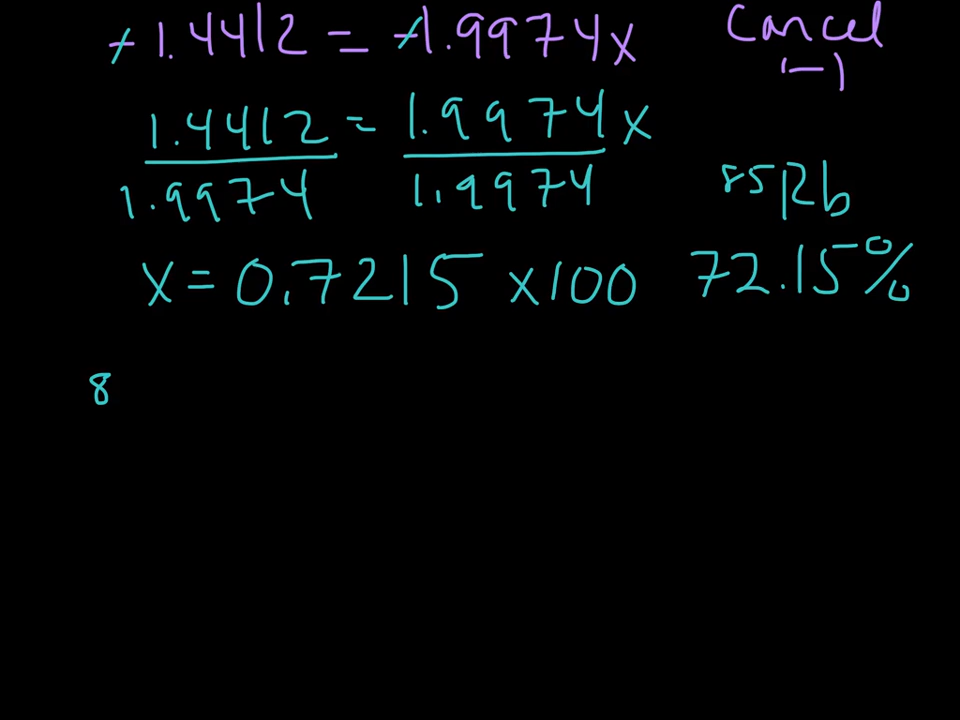 -1.4412 = -1.9974x Cancel
(-)
1.4412 = 1.9974x
1.9974 1.9974 85Rb
x = 0.7215 x100 72.15%
8